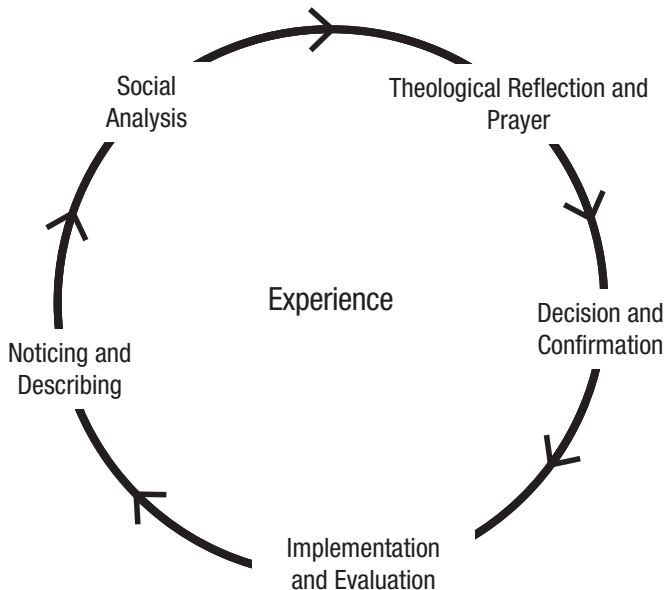 Social
Analysis
Theological Reflection and
Prayer
Experience
Decision and
Confirmation
Noticing and
Describing
Implementation
and Evaluation